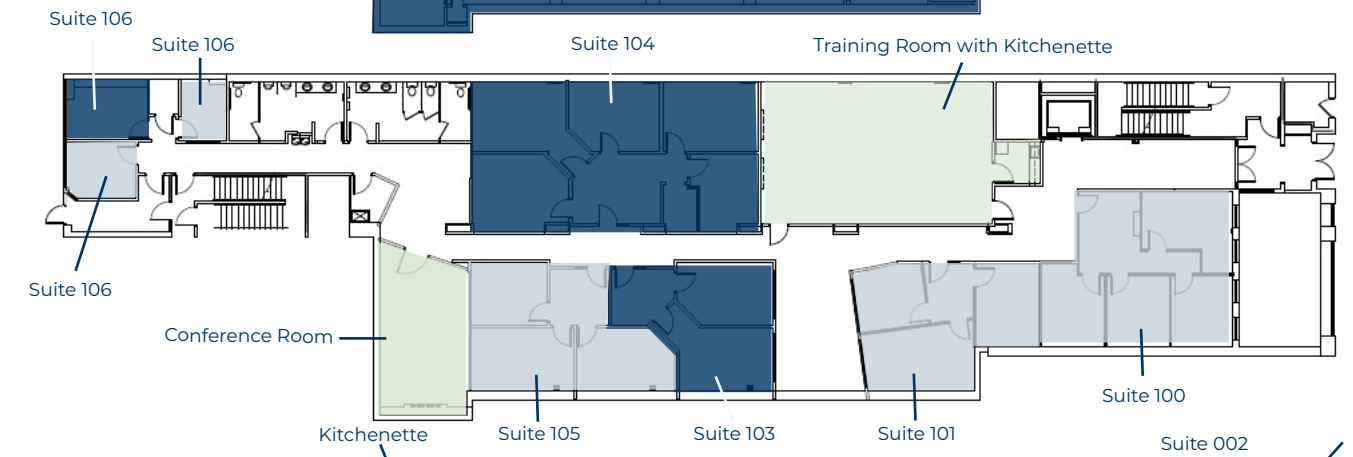 Suite 106
Suite 106
Suite 104
Training Room with Kitchenette
Suite 106
Conference Room
Suite 100
Kitchenette
Suite 105
Suite 103
Suite 101
Suite 002